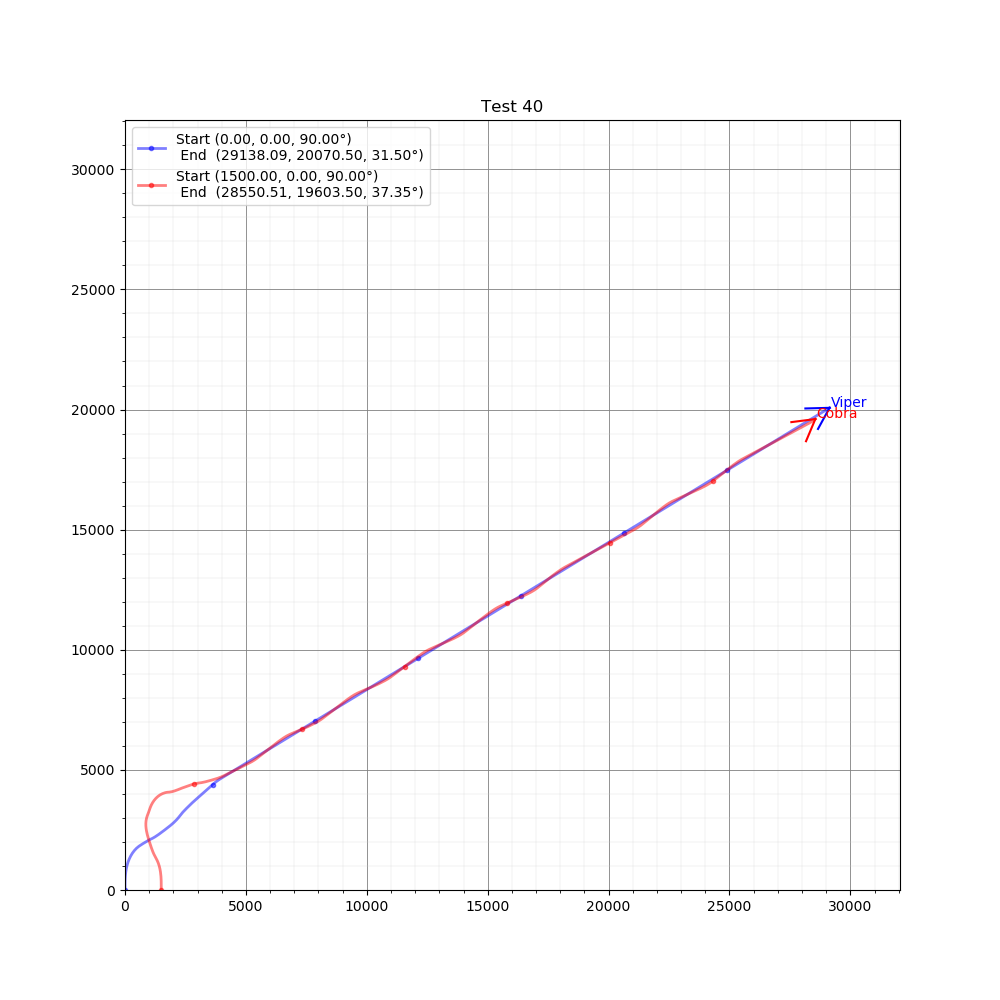 Test 40
Start (0.00, 0.00, 90.00°)
End (29138.09, 20070.50, 31.50°)
Start (1500.00, 0.00, 90.00°)
End (28550.51, 19603.50, 37.35°)
30000
25000
20000
15000
10000
5000
0
Viper
Cobra
0 5000 10000 15000 20000 25000 30000